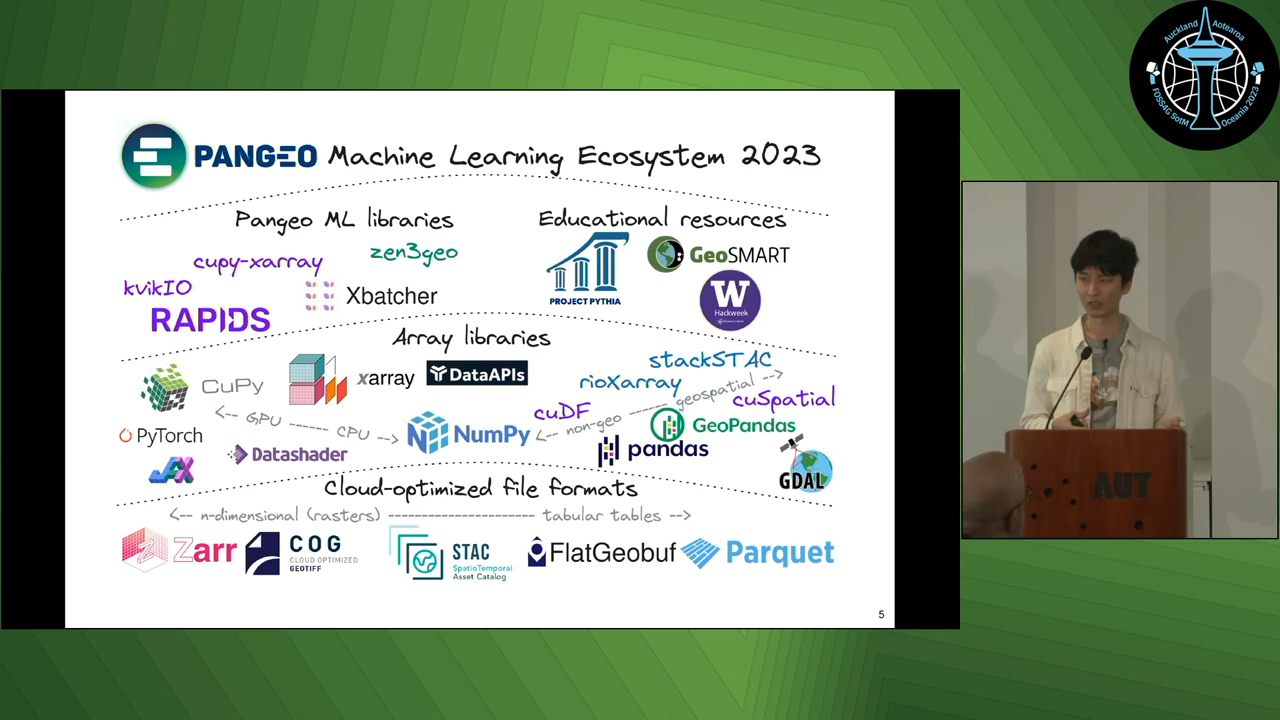 Auckland Aotearoa
FOSS4G SotM Oceania 2023
PANGEO Machine Learning Ecosystem 2023
Pangeo ML libraries
Educational resources
zen3geo
cupy-xarray
GeoSMART
kvikIO
Xbatcher
PROJECT PYTHIA
W
Hackweek
RAPIDS
Array libraries
stackSTAC
CuPy
xarray
DataAPIs
rioXarray
<-- GPU ------ CPU -->
cuDF
<-- non-geo ------ geospatial -->
cuSpatial
PyTorch
NumPy
GeoPandas
Datashader
pandas
JAX
GDAL
Cloud-optimized file formats
<-- n-dimensional (rasters) ---------------------- tabular tables -->
Zarr
COG
CLOUD OPTIMIZED
GEOTIFF
STAC
SpatioTemporal
Asset Catalog
FlatGeobuf
Parquet
5
AUT